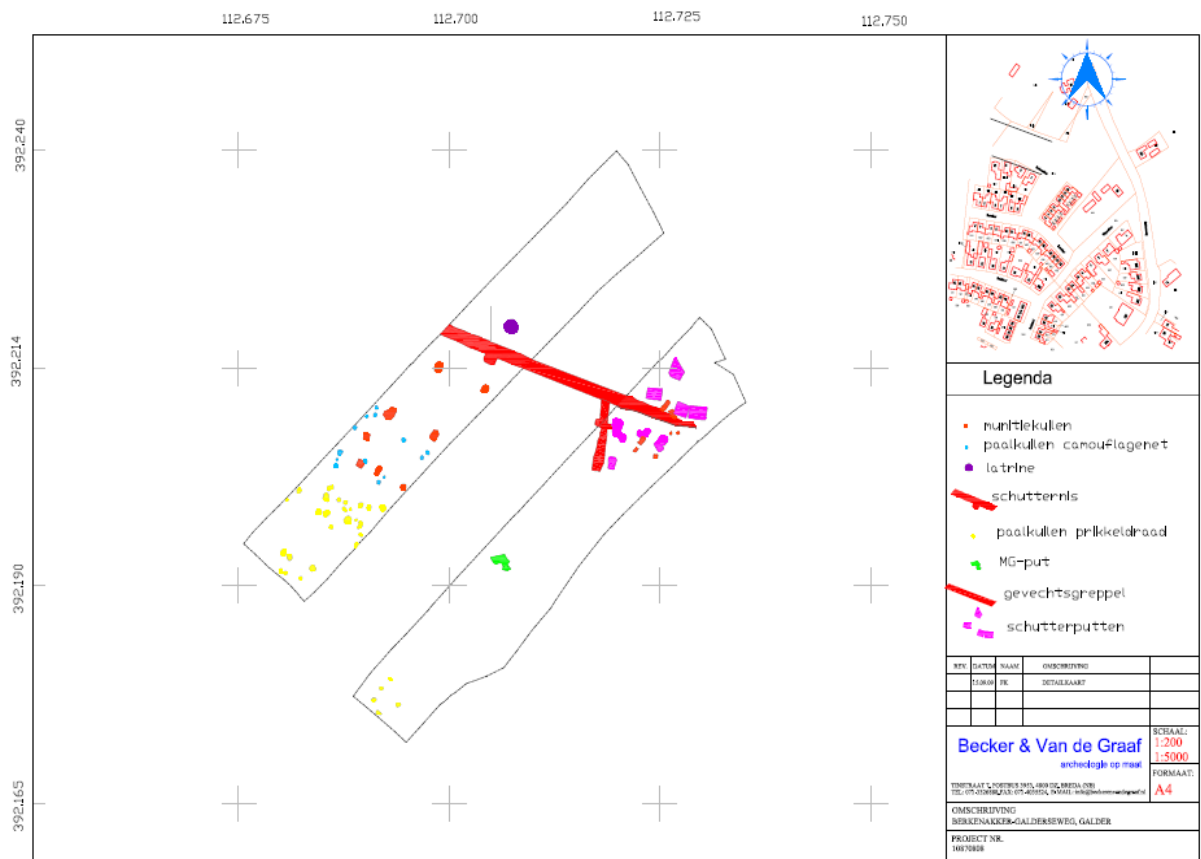 112.675 112.700 112.725 112.750
392.240
392.214
392.190
392.165
Legenda
munitiekuilen
paalkuilen camouflagenet
latrine
schutternis
paalkuilen prikkeldraad
MG-put
gevechtsgreppel
schutterputten
REV. DATUM NAAM OMSCHRIJVING
PK DETAILKAART
Becker & Van de Graaf
archeologie op maat
SCHAAL:
1:200
1:5000
FORMAAT:
A4
OMSCHRIJVING
BERKENAKKER-GALDERSEWEG, GALDER
PROJECT NR.